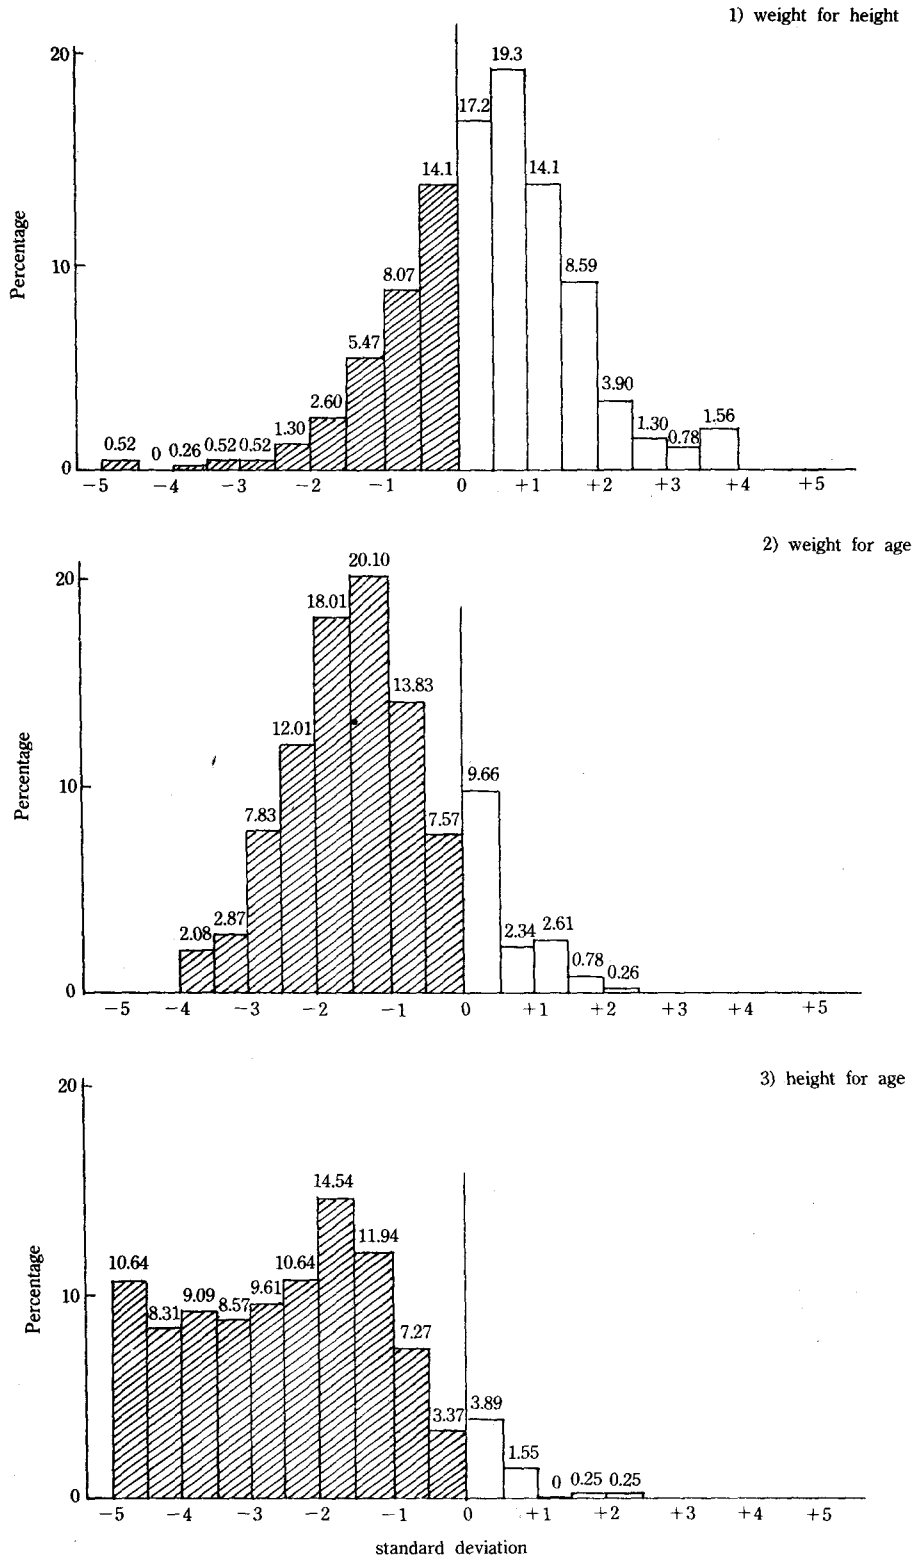 1) weight for height
Percentage
20
10
0
0.52 0 0.26 0.52 0.52 1.30 2.60 5.47 8.07 14.1 17.2 19.3 14.1 8.59 3.90 1.30 0.78 1.56
−5 −4 −3 −2 −1 0 +1 +2 +3 +4 +5
2) weight for age
Percentage
20
10
0
2.08 2.87 7.83 12.01 18.01 20.10 13.83 7.57 9.66 2.34 2.61 0.78 0.26
−5 −4 −3 −2 −1 0 +1 +2 +3 +4 +5
3) height for age
Percentage
20
10
0
10.64 8.31 9.09 8.57 9.61 10.64 14.54 11.94 7.27 3.37 3.89 1.55 0 0.25 0.25
−5 −4 −3 −2 −1 0 +1 +2 +3 +4 +5
standard deviation